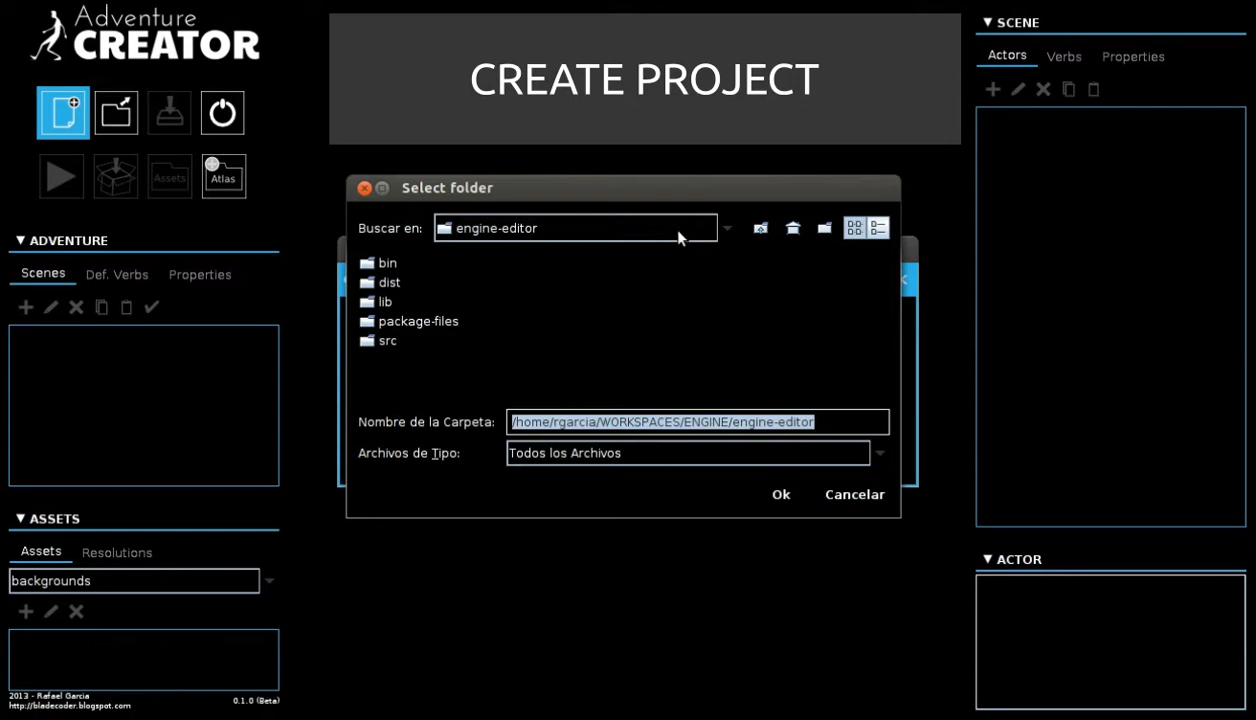 Adventure
CREATOR
CREATE PROJECT
Assets
Atlas
ADVENTURE
Scenes Def. Verbs Properties
ASSETS
Assets Resolutions
backgrounds
2013 - Rafael Garcia
http://bladecoder.blogspot.com
0.1.0 (Beta)
Select folder
Buscar en: engine-editor
bin
dist
lib
package-files
src
Nombre de la Carpeta: /home/rgarcia/WORKSPACES/ENGINE/engine-editor
Archivos de Tipo: Todos los Archivos
Ok Cancelar
SCENE
Actors Verbs Properties
ACTOR